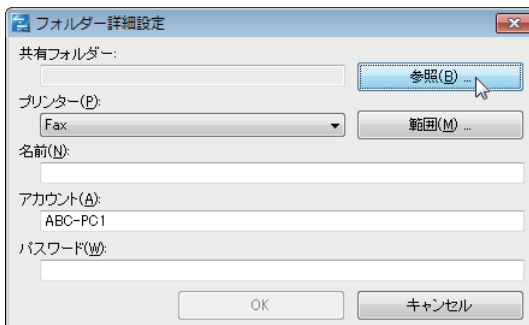 フォルダー詳細設定
共有フォルダー:
参照(B) ...
プリンター(P):
Fax
範囲(M) ...
名前(N):
アカウント(A):
ABC-PC1
パスワード(W):
OK
キャンセル